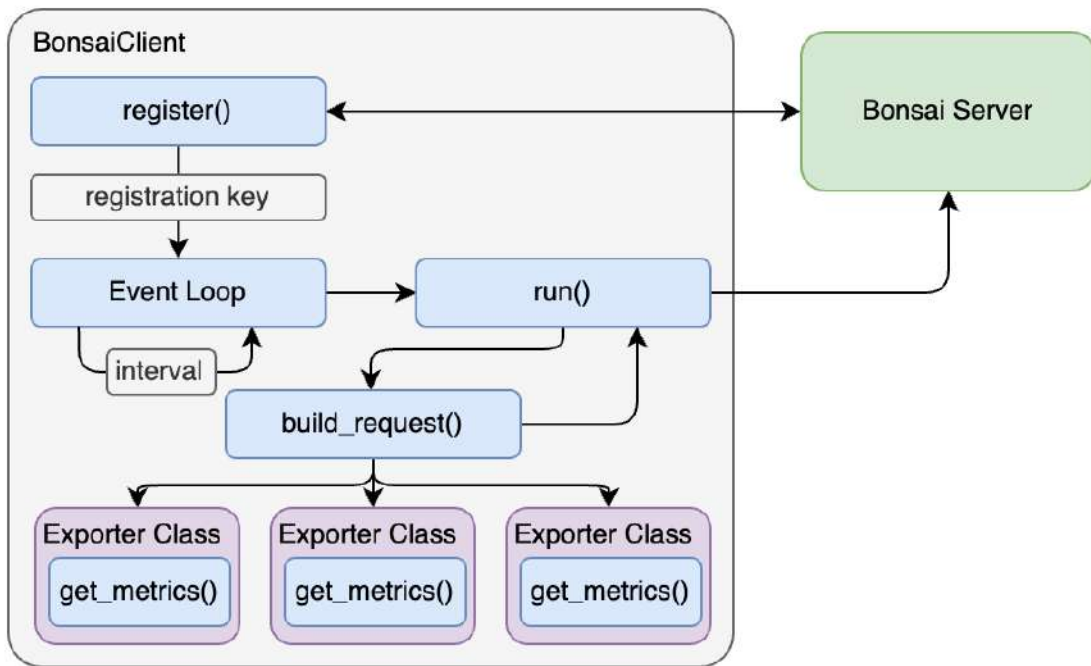 BonsaiClient
register()
Bonsai Server
registration key
Event Loop
run()
interval
build_request()
Exporter Class
get_metrics()
Exporter Class
get_metrics()
Exporter Class
get_metrics()